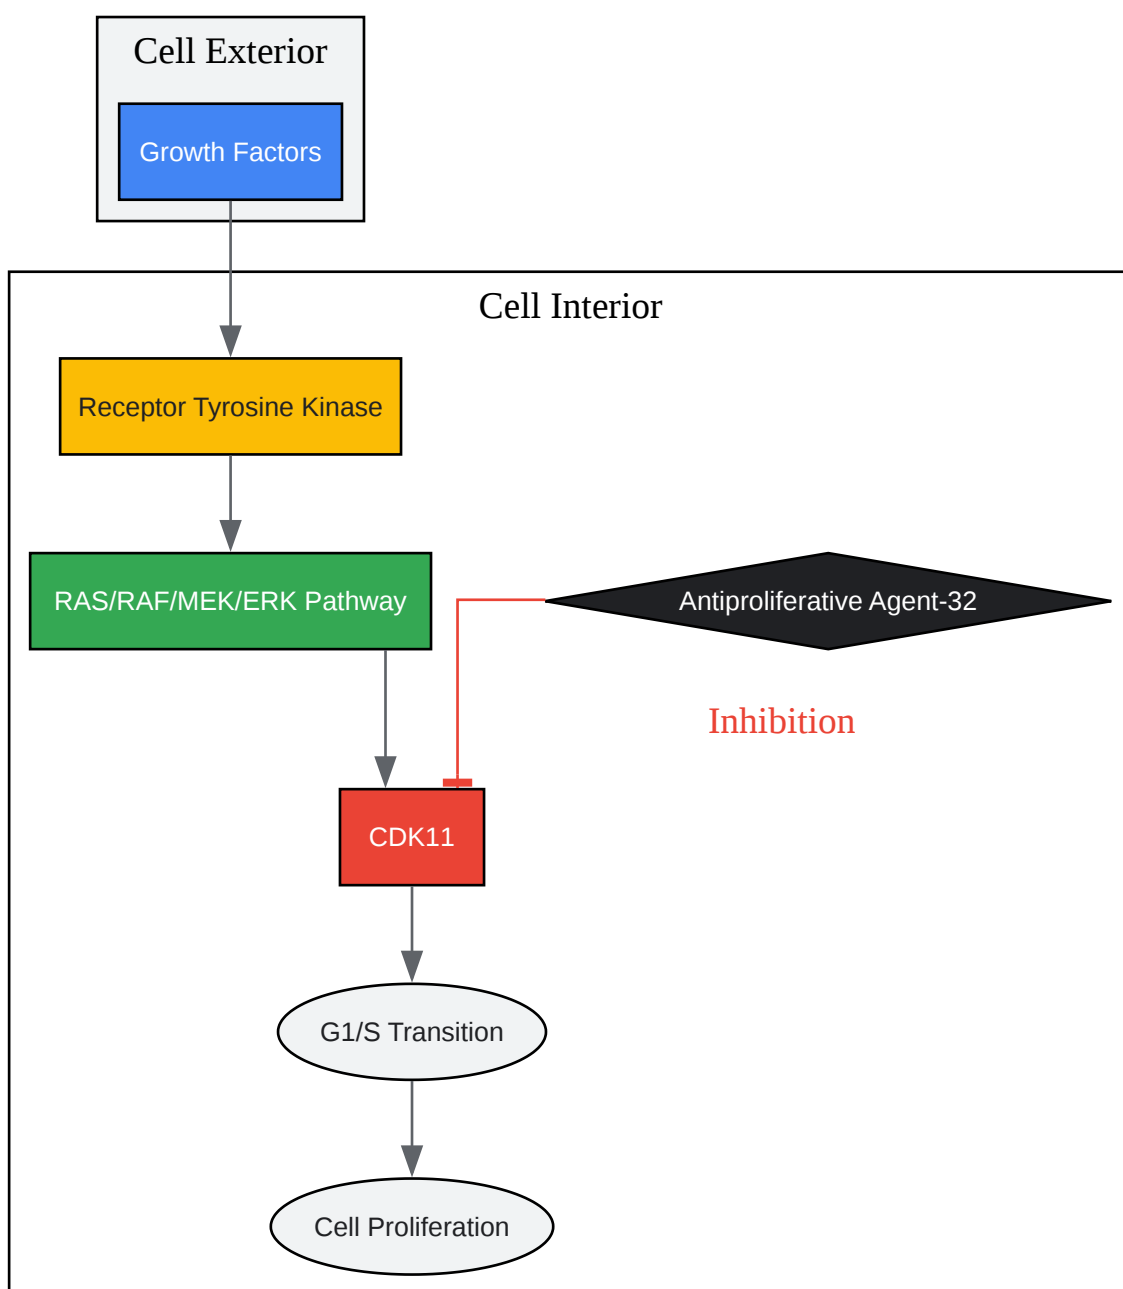 Cell Exterior
Growth Factors
Cell Interior
Receptor Tyrosine Kinase
RAS/RAF/MEK/ERK Pathway
Antiproliferative Agent-32
Inhibition
CDK11
G1/S Transition
Cell Proliferation